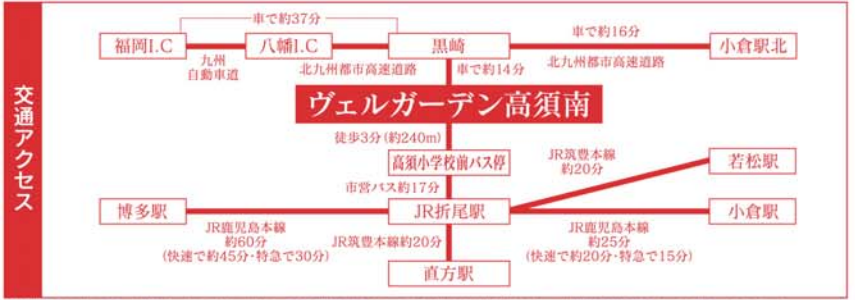 交通アクセス
車で約37分
福岡I.C
八幡I.C
黒崎
車で約16分
小倉駅北
九州
自動車道
北九州都市高速道路
車で約14分
北九州都市高速道路
ヴェルガーデン高須南
徒歩3分(約240m)
高須小学校前バス停
JR筑豊本線
約20分
若松駅
市営バス約17分
博多駅
JR折尾駅
小倉駅
JR鹿児島本線
約60分
(快速で約45分・特急で30分)
JR筑豊本線約20分
JR鹿児島本線
約25分
(快速で約20分・特急で15分)
直方駅